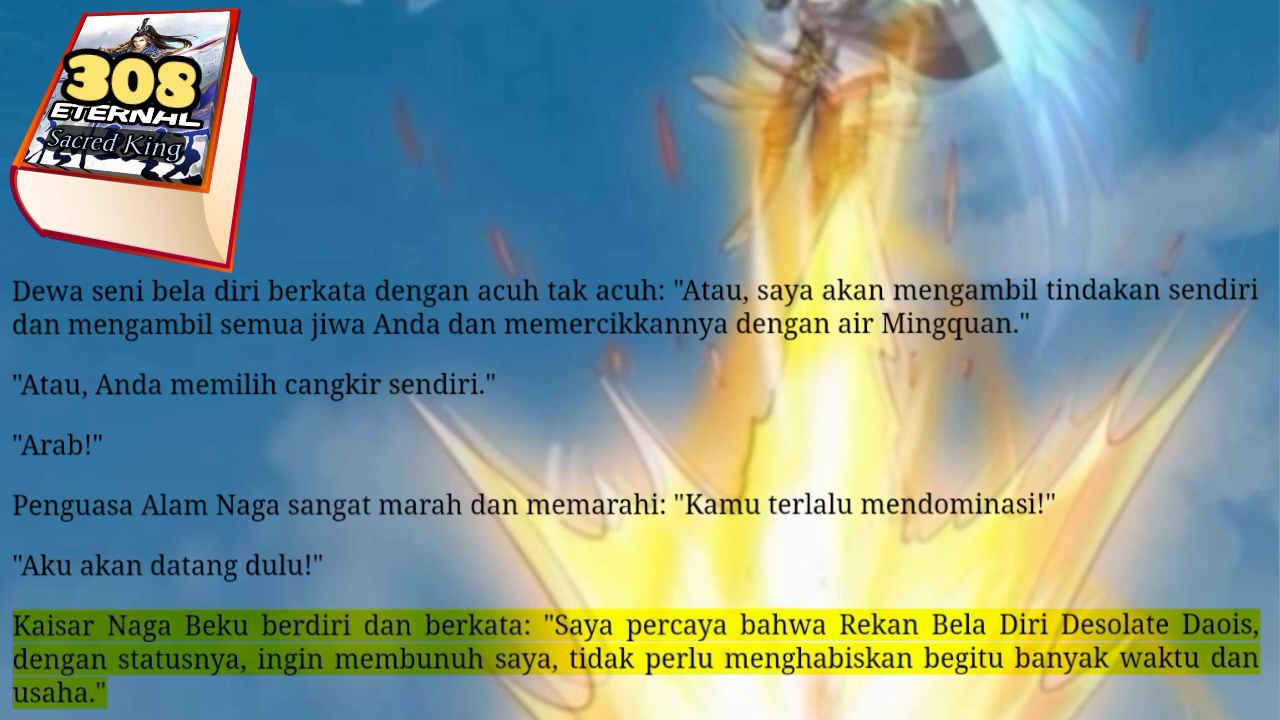 308
ETERNAL
Sacred King
Dewa seni bela diri berkata dengan acuh tak acuh: "Atau, saya akan mengambil tindakan sendiri
dan mengambil semua jiwa Anda dan memercikkannya dengan air Mingquan."
"Atau, Anda memilih cangkir sendiri."
"Arab!"
Penguasa Alam Naga sangat marah dan memarahi: "Kamu terlalu mendominasi!"
"Aku akan datang dulu!"
Kaisar Naga Beku berdiri dan berkata: "Saya percaya bahwa Rekan Bela Diri Desolate Daois,
dengan statusnya, ingin membunuh saya, tidak perlu menghabiskan begitu banyak waktu dan
usaha."